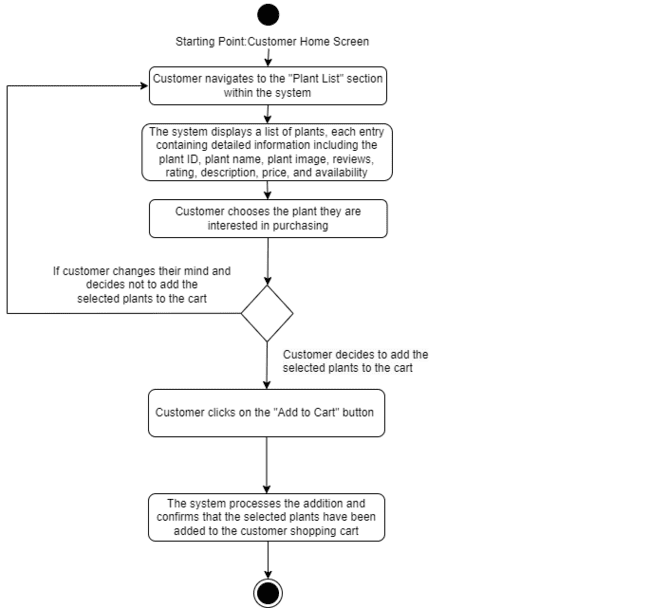 Starting Point:Customer Home Screen
Customer navigates to the "Plant List" section
within the system
The system displays a list of plants, each entry
containing detailed information including the
plant ID, plant name, plant image, reviews,
rating, description, price, and availability
Customer chooses the plant they are
interested in purchasing
If customer changes their mind and
decides not to add the
selected plants to the cart
Customer decides to add the
selected plants to the cart
Customer clicks on the "Add to Cart" button
The system processes the addition and
confirms that the selected plants have been
added to the customer shopping cart